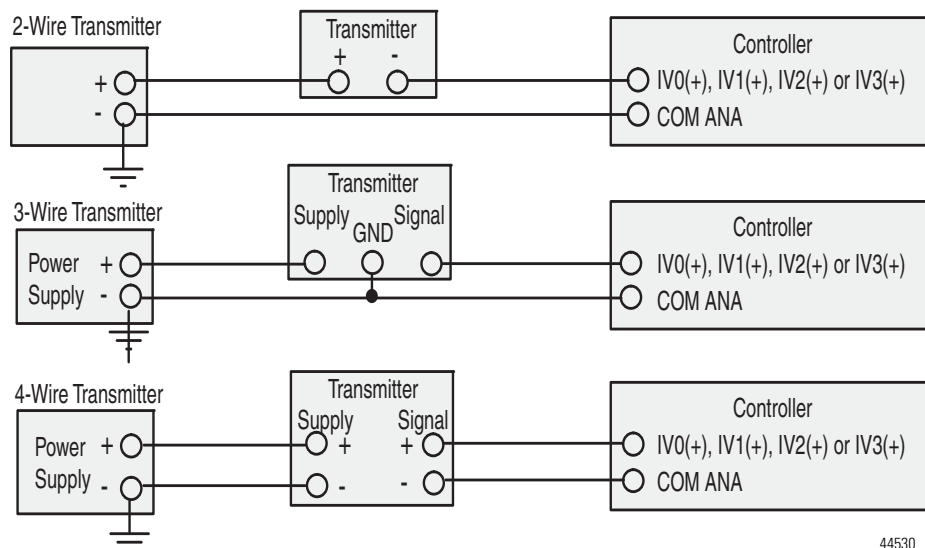 2-Wire Transmitter
+
-
Transmitter
+ -
Controller
IV0(+), IV1(+), IV2(+) or IV3(+)
COM ANA
3-Wire Transmitter
Power
Supply
+
-
Transmitter
Supply GND Signal
Controller
IV0(+), IV1(+), IV2(+) or IV3(+)
COM ANA
4-Wire Transmitter
Power
Supply
+
-
Transmitter
Supply Signal
+ +
- -
Controller
IV0(+), IV1(+), IV2(+) or IV3(+)
COM ANA
44530